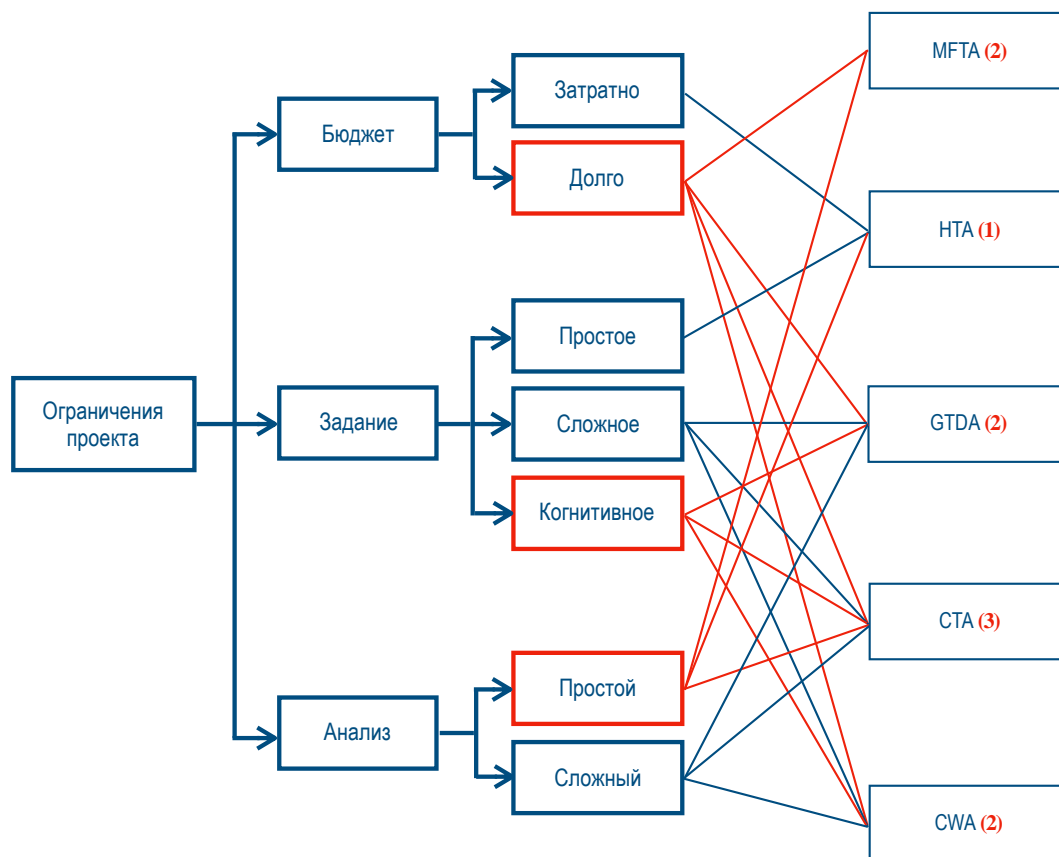 Ограничения
проекта
Бюджет
Задание
Анализ
Затратно
Долго
Простое
Сложное
Когнитивное
Простой
Сложный
MFTA (2)
HTA (1)
GTDA (2)
CTA (3)
CWA (2)